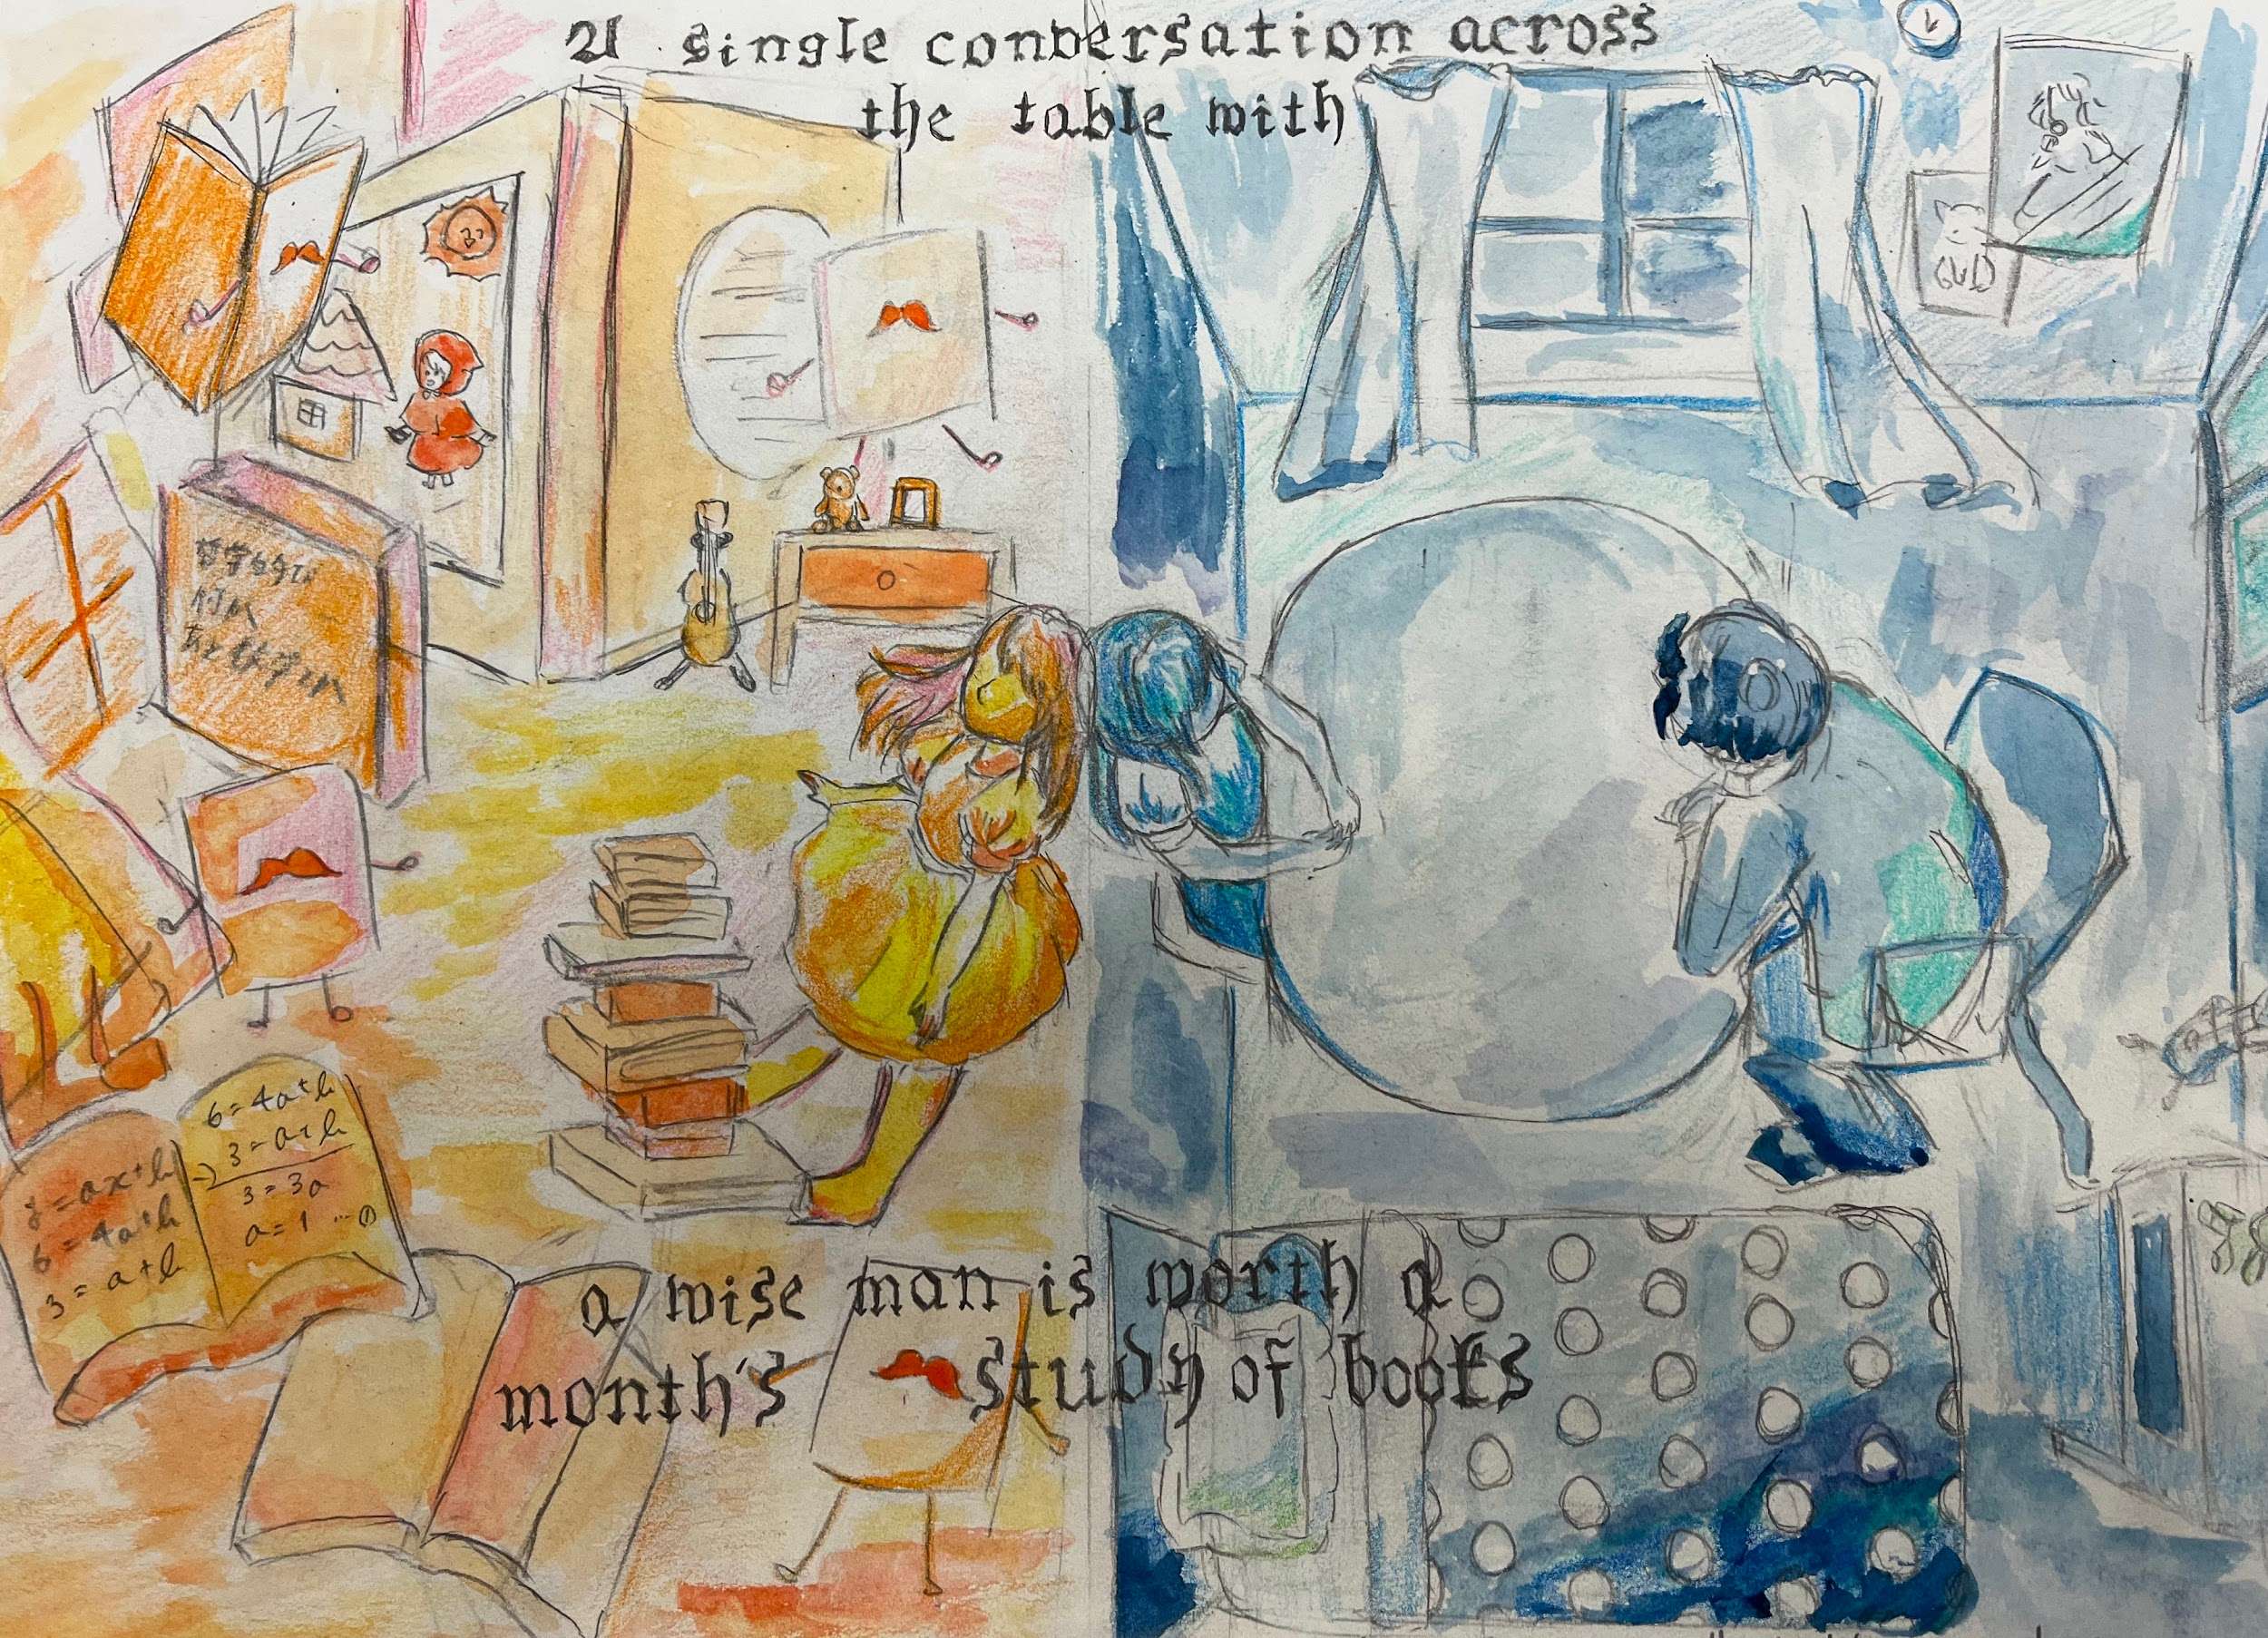 A single conversation across
the table with
GUD
y = ax + b
6 = 4a + b
3 = a + b
6 = 4a + b
-) 3 = a + b
3 = 3a
a = 1 … ①
a wise man is worth a
month's study of books